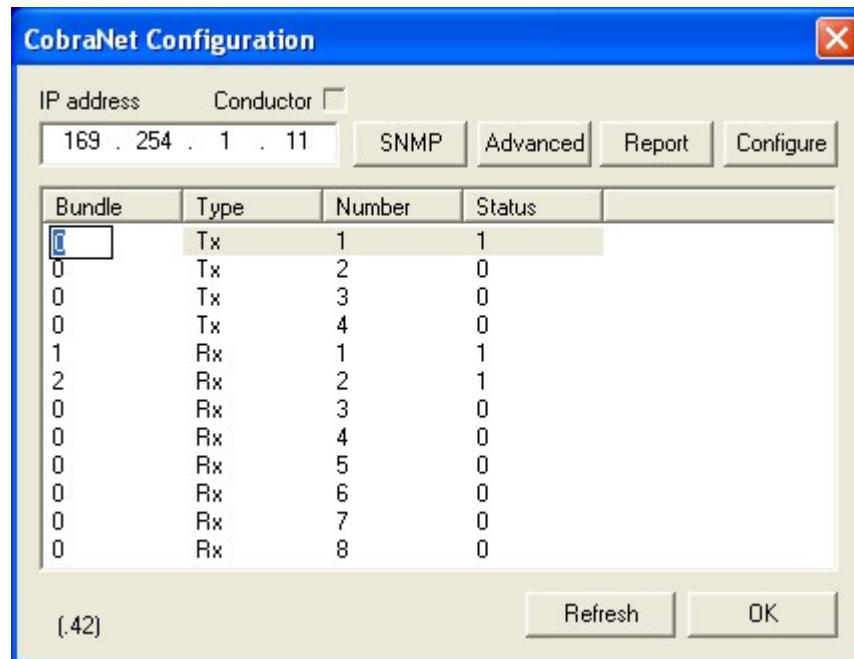 CobraNet Configuration
IP address Conductor
169 . 254 . 1 . 11 SNMP Advanced Report Configure
Bundle Type Number Status
0 Tx 1 1
0 Tx 2 0
0 Tx 3 0
0 Tx 4 0
1 Rx 1 1
2 Rx 2 1
0 Rx 3 0
0 Rx 4 0
0 Rx 5 0
0 Rx 6 0
0 Rx 7 0
0 Rx 8 0
(.42) Refresh OK